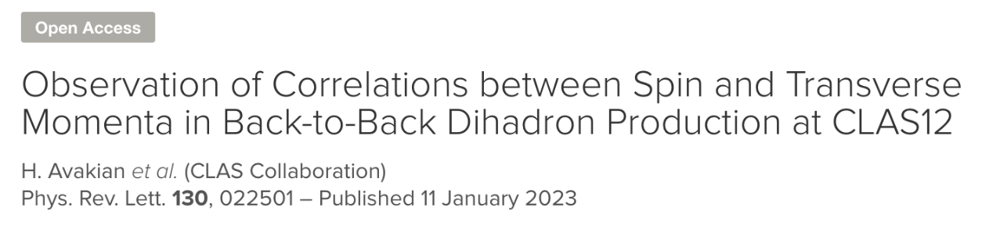 Open Access
Observation of Correlations between Spin and Transverse
Momenta in Back-to-Back Dihadron Production at CLAS12
H. Avakian et al. (CLAS Collaboration)
Phys. Rev. Lett. 130, 022501 – Published 11 January 2023